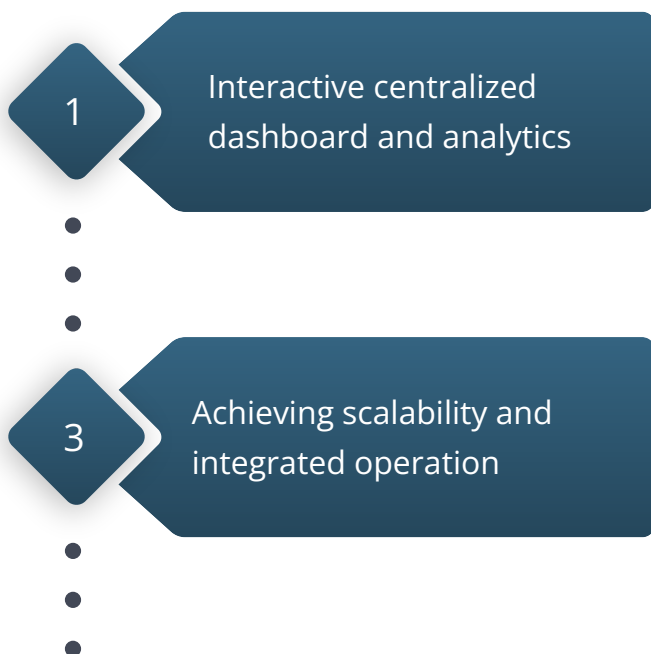 1
Interactive centralized
dashboard and analytics
3
Achieving scalability and
integrated operation